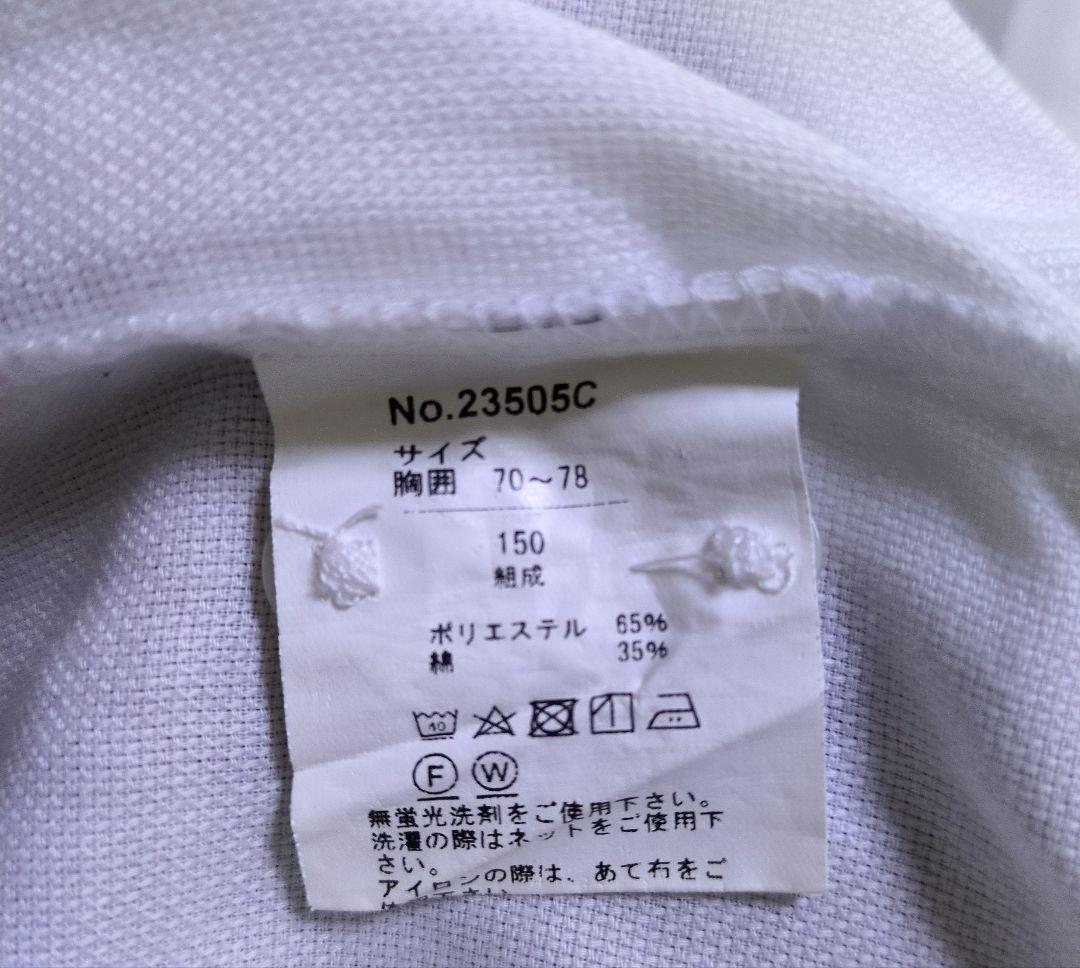 No.23505C
サイズ
胸囲 70～78
150
組成
ポリエステル 65%
綿 35%
40
F W
無蛍光洗剤をご使用下さい。
洗濯の際はネットをご使用下
さい。
アイロンの際は、あて布をご